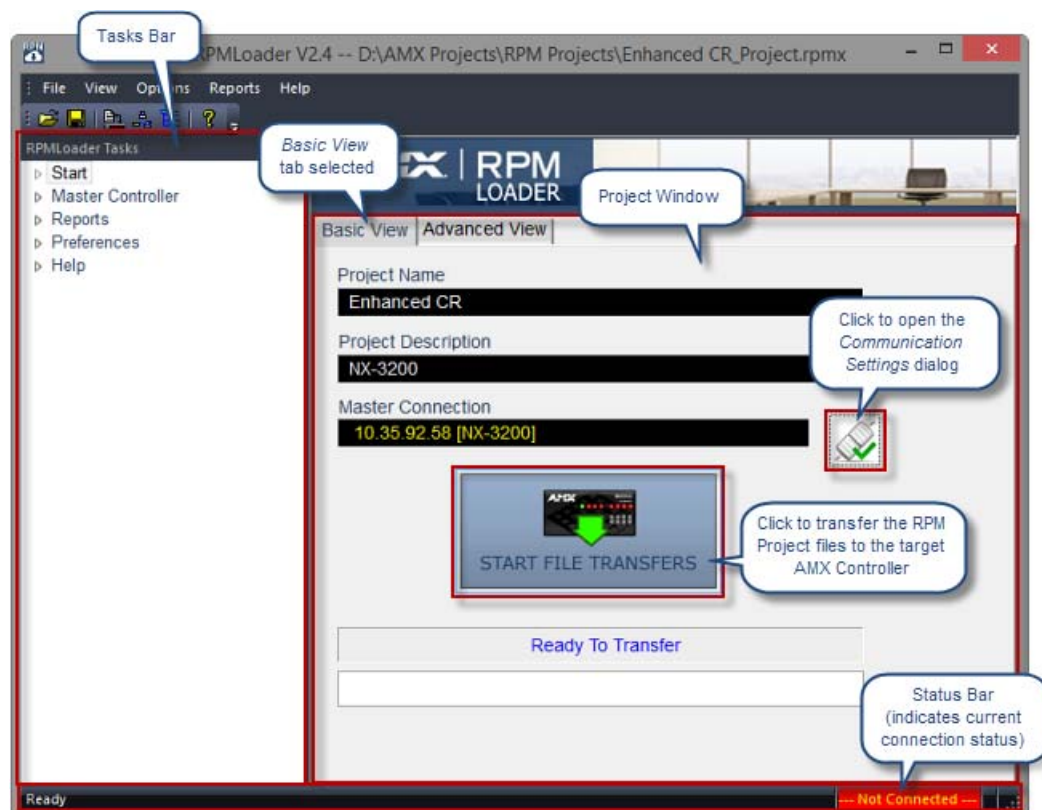 Tasks Bar
RPMLoader V2.4 -- D:\AMX Projects\RPM Projects\Enhanced CR_Project.rpmx
File View Options Reports Help
RPMLoader Tasks
Start
Master Controller
Reports
Preferences
Help
Basic View
tab selected
RPM
LOADER
Project Window
Basic View
Advanced View
Project Name
Enhanced CR
Project Description
NX-3200
Master Connection
10.35.92.58 [NX-3200]
Click to open the
Communication
Settings dialog
AMX
START FILE TRANSFERS
Click to transfer the RPM
Project files to the target
AMX Controller
Ready To Transfer
Status Bar
(indicates current
connection status)
Ready
--- Not Connected ---